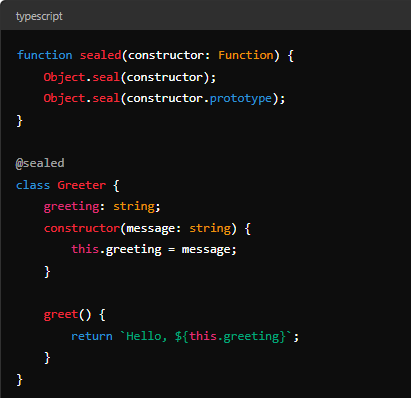 typescript
function sealed(constructor: Function) {
    Object.seal(constructor);
    Object.seal(constructor.prototype);
}

@sealed
class Greeter {
    greeting: string;
    constructor(message: string) {
        this.greeting = message;
    }

    greet() {
        return `Hello, ${this.greeting}`;
    }
}